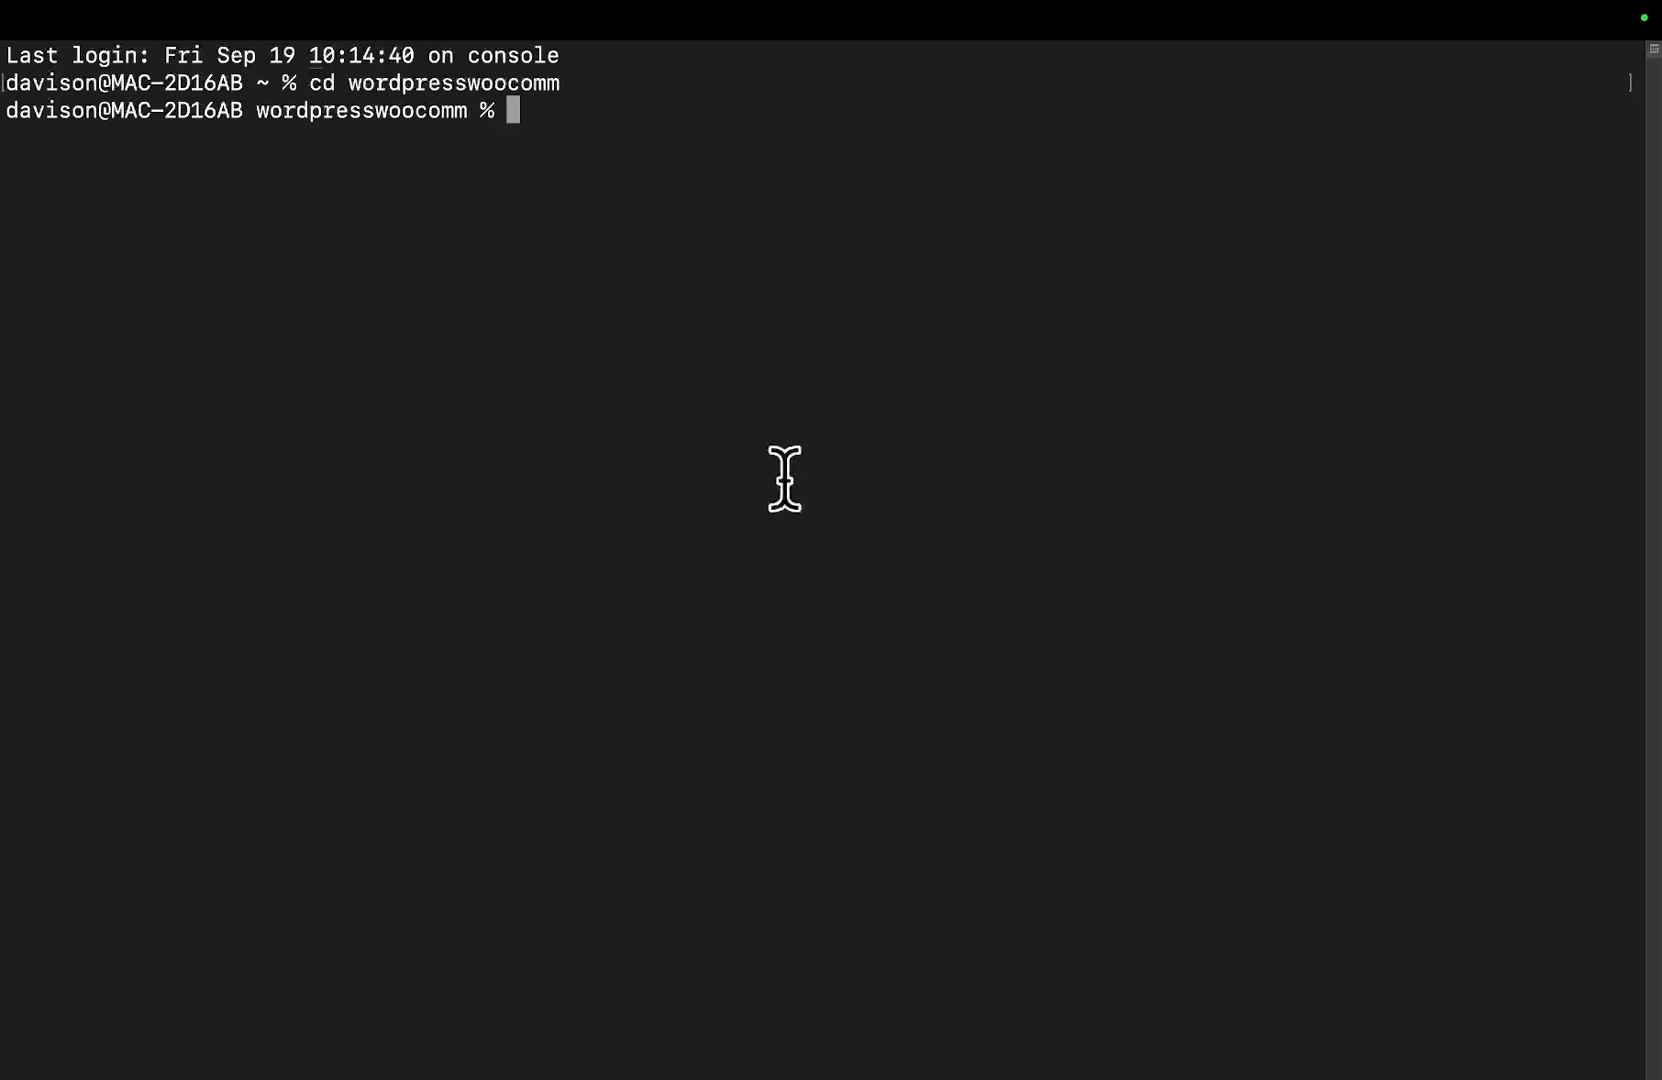 Last login: Fri Sep 19 10:14:40 on console
[davison@MAC-2D16AB ~ % cd wordpresswoocomm ]
davison@MAC-2D16AB wordpresswoocomm %